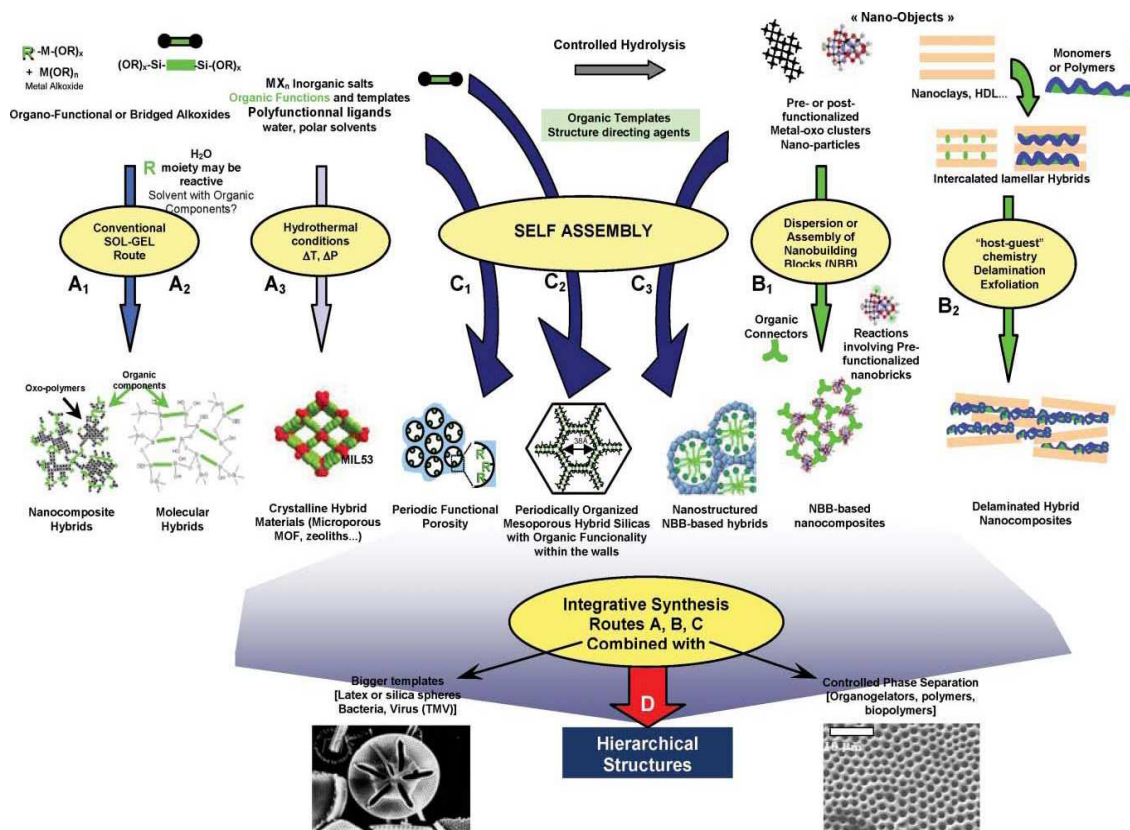 R -M-(OR)x
+ M(OR)n
Metal Alkoxide
(OR)x-Si- -Si-(OR)x
Organo-Functional or Bridged Alkoxides
MXn Inorganic salts
Organic Functions and templates
Polyfunctionnal ligands
water, polar solvents
Controlled Hydrolysis
Organic Templates
Structure directing agents
« Nano-Objects »
Pre- or post-
functionalized
Metal-oxo clusters
Nano-particles
Nanoclays, HDL...
Monomers
or Polymers
Intercalated lamellar Hybrids
H2O
R moiety may be
reactive
Solvent with Organic
Components?
Conventional
SOL-GEL
Route
A1
A2
Hydrothermal
conditions
ΔT, ΔP
A3
SELF ASSEMBLY
C1
C2
C3
Dispersion or
Assembly of
Nanobuilding
Blocks (NBB)
B1
"host-guest"
chemistry
Delamination
Exfoliation
B2
Organic
Connectors
Reactions
involving Pre-
functionalized
nanobricks
Oxo-polymers
Organic
components
MIL53
R
R
R
38Å
Nanocomposite
Hybrids
Molecular
Hybrids
Crystalline Hybrid
Materials (Microporous
MOF, zeoliths...)
Periodic Functional
Porosity
Periodically Organized
Mesoporous Hybrid Silicas
with Organic Funcionality
within the walls
Nanostructured
NBB-based hybrids
NBB-based
nanocomposites
Delaminated Hybrid
Nanocomposites
Integrative Synthesis
Routes A, B, C
Combined with
Bigger templates
[Latex or silica spheres
Bacteria, Virus (TMV)]
D
Controlled Phase Separation
[Organogelators, polymers,
biopolymers]
Hierarchical
Structures